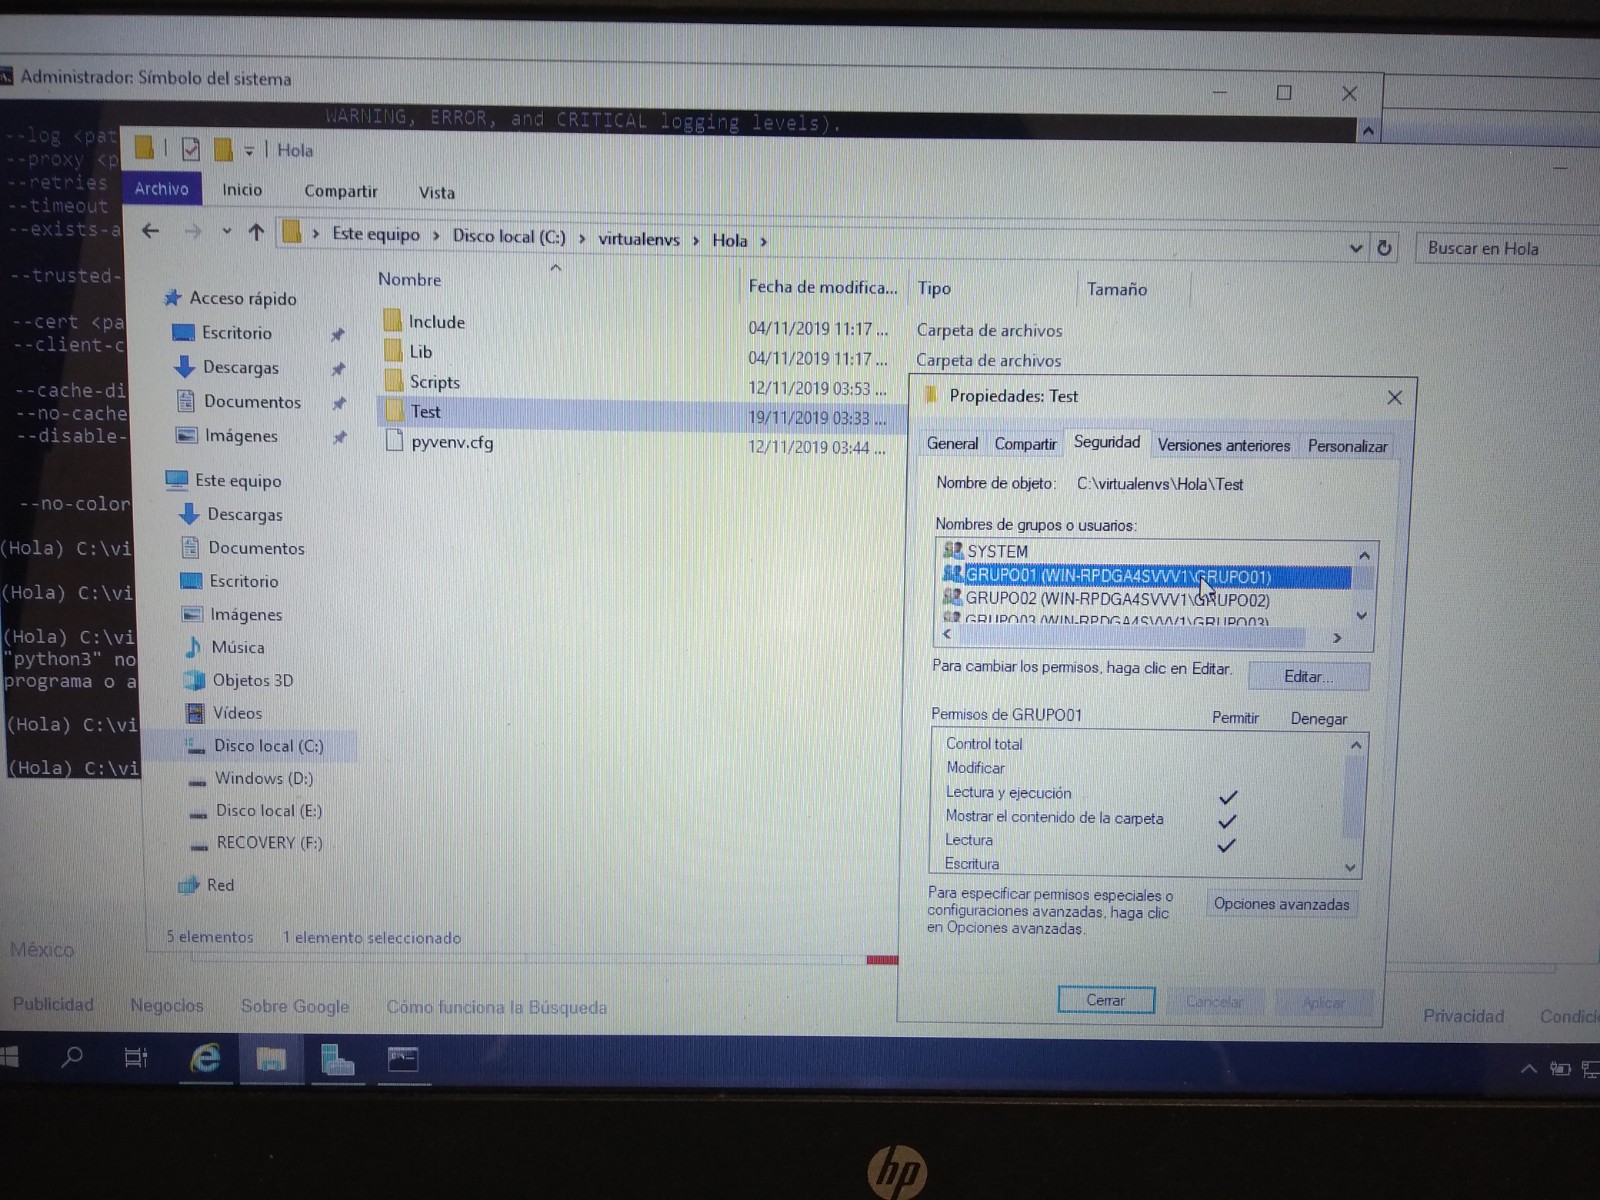 Administrador: Símbolo del sistema
WARNING, ERROR, and CRITICAL logging levels).
--log <pat
--proxy <p
--retries
--timeout
--exists-a
--trusted-
--cert <pa
--client-c
--cache-di
--no-cache
--disable-
--no-color
(Hola) C:\vi
(Hola) C:\vi
(Hola) C:\vi
"python3" no
programa o a
(Hola) C:\vi
(Hola) C:\vi
Hola
Archivo Inicio Compartir Vista
Este equipo > Disco local (C:) > virtualenvs > Hola >
Buscar en Hola
Acceso rápido
Escritorio
Descargas
Documentos
Imágenes
Este equipo
Descargas
Documentos
Escritorio
Imágenes
Música
Objetos 3D
Vídeos
Disco local (C:)
Windows (D:)
Disco local (E:)
RECOVERY (F:)
Red
Nombre Fecha de modifica... Tipo Tamaño
Include 04/11/2019 11:17 ... Carpeta de archivos
Lib 04/11/2019 11:17 ... Carpeta de archivos
Scripts 12/11/2019 03:53 ...
Test 19/11/2019 03:33 ...
pyvenv.cfg 12/11/2019 03:44 ...
5 elementos 1 elemento seleccionado
Propiedades: Test
General Compartir Seguridad Versiones anteriores Personalizar
Nombre de objeto: C:\virtualenvs\Hola\Test
Nombres de grupos o usuarios:
SYSTEM
GRUPO01 (WIN-RPDGA4SVVV1\GRUPO01)
GRUPO02 (WIN-RPDGA4SVVV1\GRUPO02)
GRUPO03 (WIN-RPDGA4SVVV1\GRUPO03)
Para cambiar los permisos, haga clic en Editar.
Editar...
Permisos de GRUPO01 Permitir Denegar
Control total
Modificar
Lectura y ejecución
Mostrar el contenido de la carpeta
Lectura
Escritura
Para especificar permisos especiales o
configuraciones avanzadas, haga clic
en Opciones avanzadas.
Opciones avanzadas
Cerrar Cancelar Aplicar
México
Publicidad Negocios Sobre Google Cómo funciona la Búsqueda
Privacidad Condici
hp